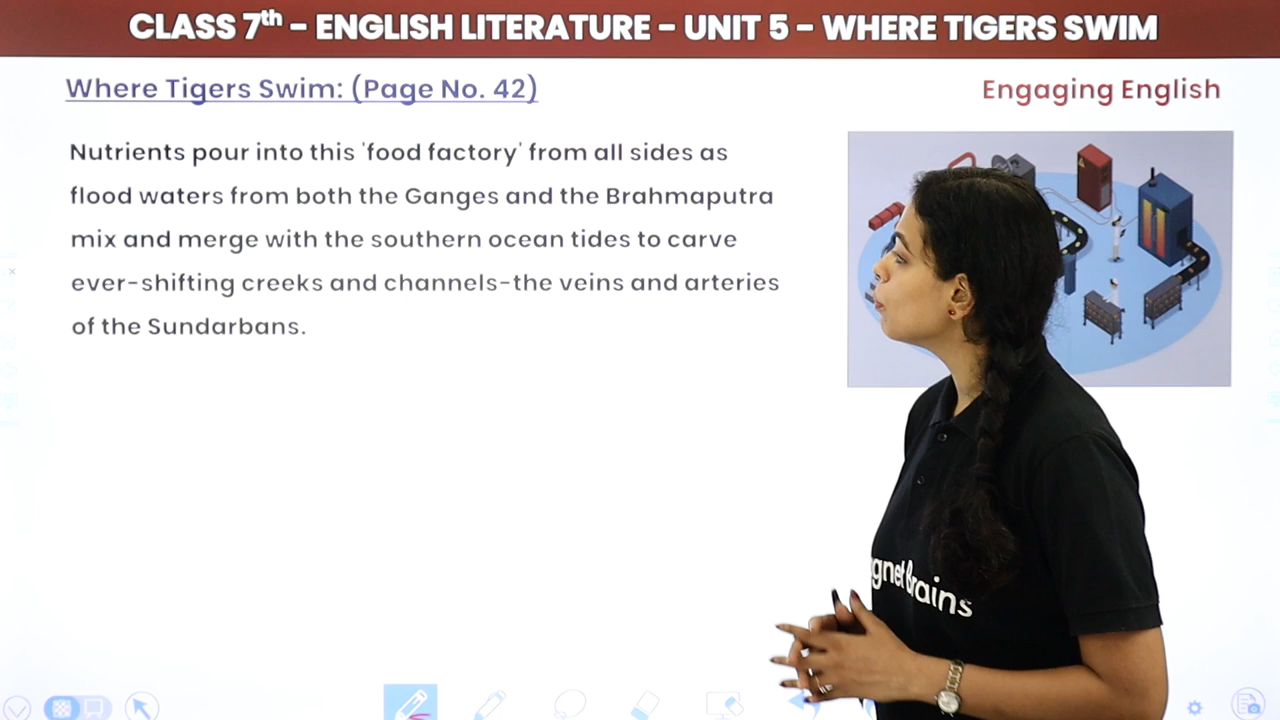 CLASS 7th - ENGLISH LITERATURE - UNIT 5 - WHERE TIGERS SWIM
Where Tigers Swim: (Page No. 42)
Engaging English
Nutrients pour into this 'food factory' from all sides as
flood waters from both the Ganges and the Brahmaputra
mix and merge with the southern ocean tides to carve
ever-shifting creeks and channels-the veins and arteries
of the Sundarbans.
gnet Brains